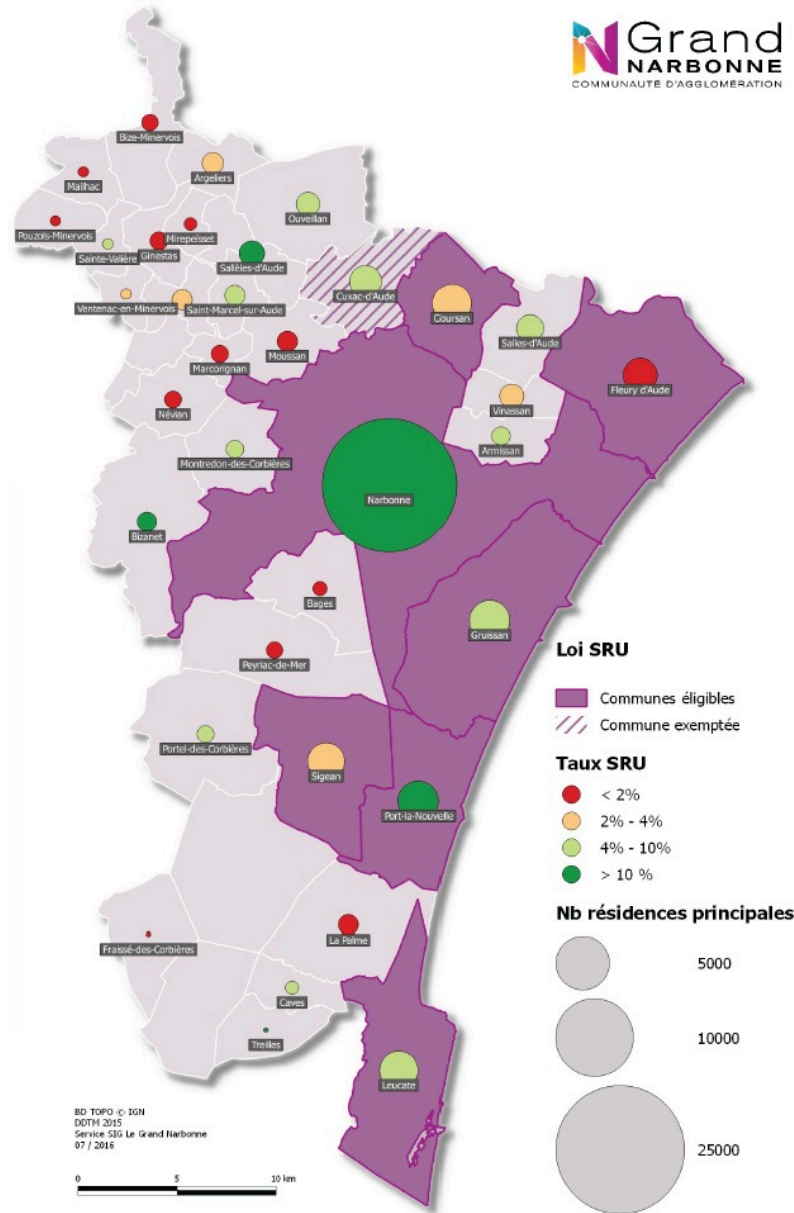 Grand
NARBONNE
COMMUNAUTÉ D'AGGLOMÉRATION
Bize-Minervois
Argeliers
Mailhac
Ouveillan
Pouzols-Minervois
Mirepeisset
Sainte-Valière
Ginestas
Sallèles-d'Aude
Cuxac-d'Aude
Ventenac-en-Minervois
Saint-Marcel-sur-Aude
Coursan
Salles-d'Aude
Moussan
Marcorignan
Fleury d'Aude
Névian
Vinassan
Armissan
Montredon-des-Corbières
Narbonne
Bizanet
Bages
Gruissan
Peyriac-de-Mer
Portel-des-Corbières
Sigean
Port-la-Nouvelle
La Palme
Fraissé-des-Corbières
Caves
Treilles
Leucate
Loi SRU
Communes éligibles
Commune exemptée
Taux SRU
< 2%
2% - 4%
4% - 10%
> 10 %
Nb résidences principales
5000
10000
25000
BD TOPO © IGN
DDTM 2015
Service SIG Le Grand Narbonne
07 / 2016
0 5 10 km